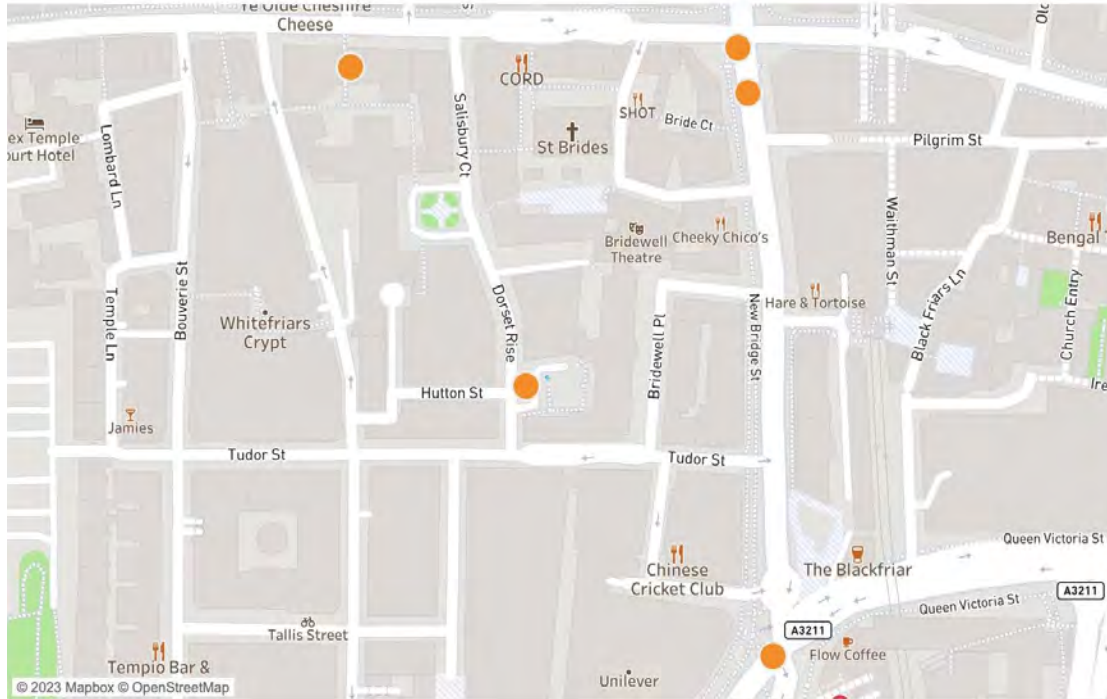 Ye Olde Cheshire
Cheese
CORD
SHOT
Bride Ct
St Brides
Pilgrim St
ex Temple
ourt Hotel
Lombard Ln
Salisbury Ct
Bouverie St
Temple Ln
Whitefriars
Crypt
Dorset Rise
Bridewell
Theatre
Cheeky Chico's
Waithman St
Bengal
Hare & Tortoise
New Bridge St
Black Friars Ln
Church Entry
Bridewell Pl
Hutton St
Ire
Jamies
Tudor St
Tudor St
Queen Victoria St
Chinese
Cricket Club
The Blackfriar
A3211
Queen Victoria St
A3211
Tallis Street
Flow Coffee
Tempio Bar &
Unilever
© 2023 Mapbox © OpenStreetMap